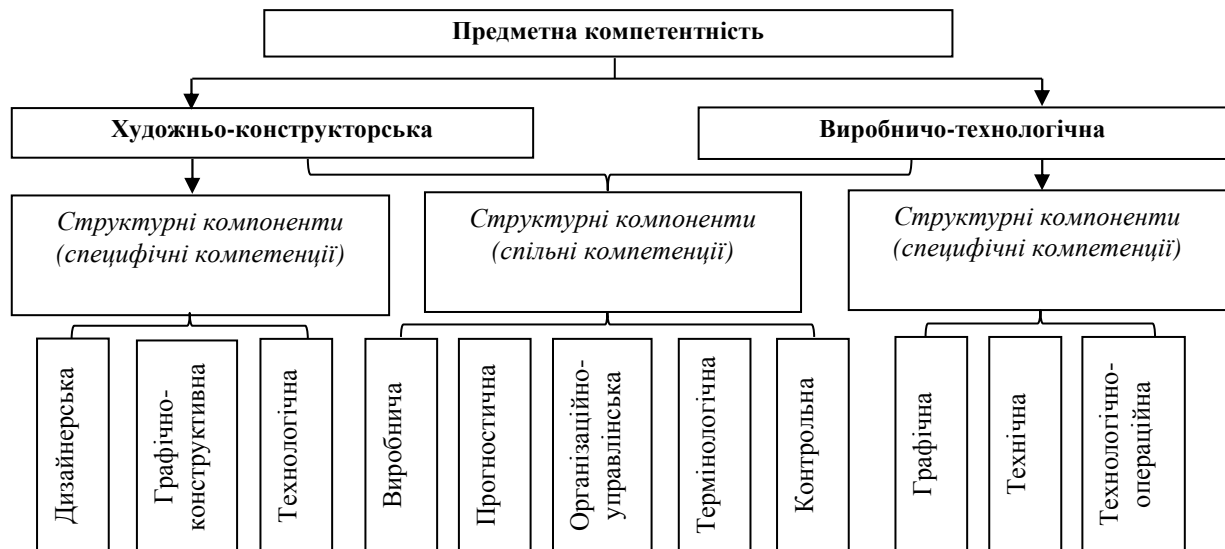 Предметна компетентність
Художньо-конструкторська
Виробничо-технологічна
Структурні компоненти
(специфічні компетенції)
Структурні компоненти
(спільні компетенції)
Структурні компоненти
(специфічні компетенції)
Дизайнерська
Графічно-
конструктивна
Технологічна
Виробнича
Прогностична
Організаційно-
управлінська
Термінологічна
Контрольна
Графічна
Технічна
Технологічно-
операційна